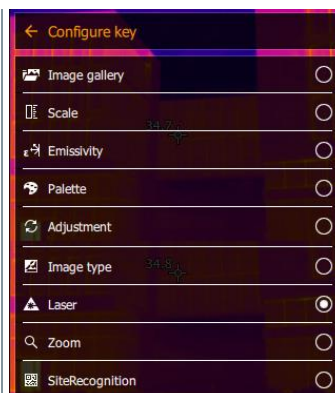 Configure key
Image gallery
34.7
Scale
Emissivity
Palette
Adjustment
Image type
34.8
Laser
Zoom
SiteRecognition